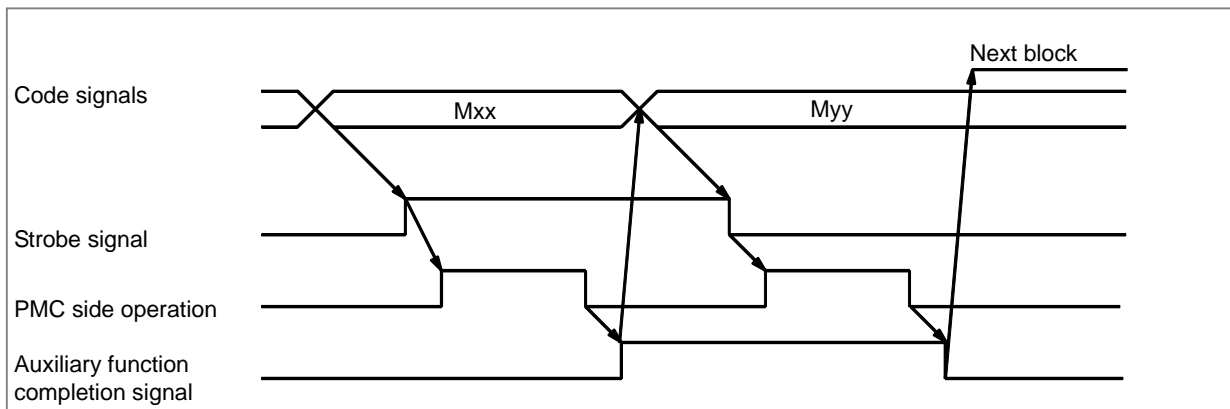 Next block
Code signals
Mxx
Myy
Strobe signal
PMC side operation
Auxiliary function
completion signal